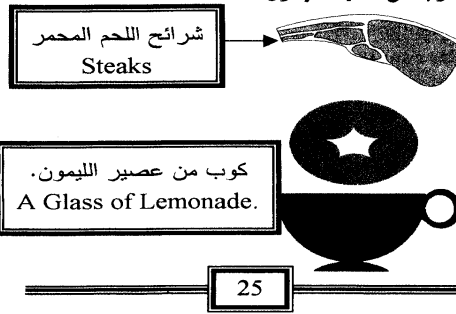 شرائح اللحم المحمر
Steaks
كوب من عصير الليمون.
A Glass of Lemonade.
25